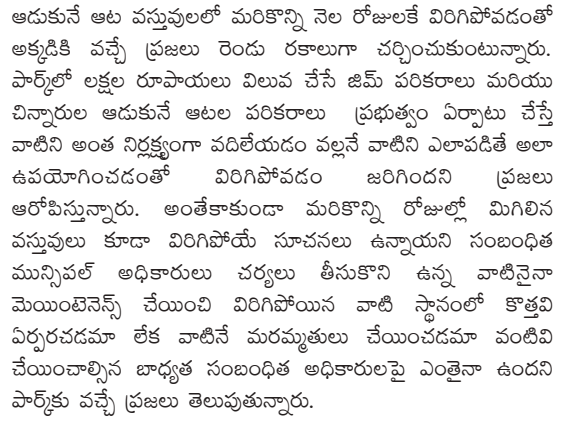 ఆడుకునే ఆట వస్తువులలో మరికొన్ని నెల రోజులకే విరిగిపోవడంతో
అక్కడికి వచ్చే ప్రజలు రెండు రకాలుగా చర్చించుకుంటున్నారు.
పార్క్‌లో లక్షల రూపాయలు విలువ చేసే జిమ్ పరికరాలు మరియు
చిన్నారుల ఆడుకునే ఆటల పరికరాలు ప్రభుత్వం ఏర్పాటు చేస్తే
వాటిని అంత నిర్లక్ష్యంగా వదిలేయడం వల్లనే వాటిని ఎలాపడితే అలా
ఉపయోగించడంతో విరిగిపోవడం జరిగిందని ప్రజలు
ఆరోపిస్తున్నారు. అంతేకాకుండా మరికొన్ని రోజుల్లో మిగిలిన
వస్తువులు కూడా విరిగిపోయే సూచనలు ఉన్నాయని సంబంధిత
మున్సిపల్ అధికారులు చర్యలు తీసుకొని ఉన్న వాటినైనా
మెయింటెనెన్స్ చేయించి విరిగిపోయిన వాటి స్థానంలో కొత్తవి
ఏర్పరచడమా లేక వాటినే మరమ్మతులు చేయించడమా వంటివి
చేయించాల్సిన బాధ్యత సంబంధిత అధికారులపై ఎంతైనా ఉందని
పార్క్‌కు వచ్చే ప్రజలు తెలుపుతున్నారు.